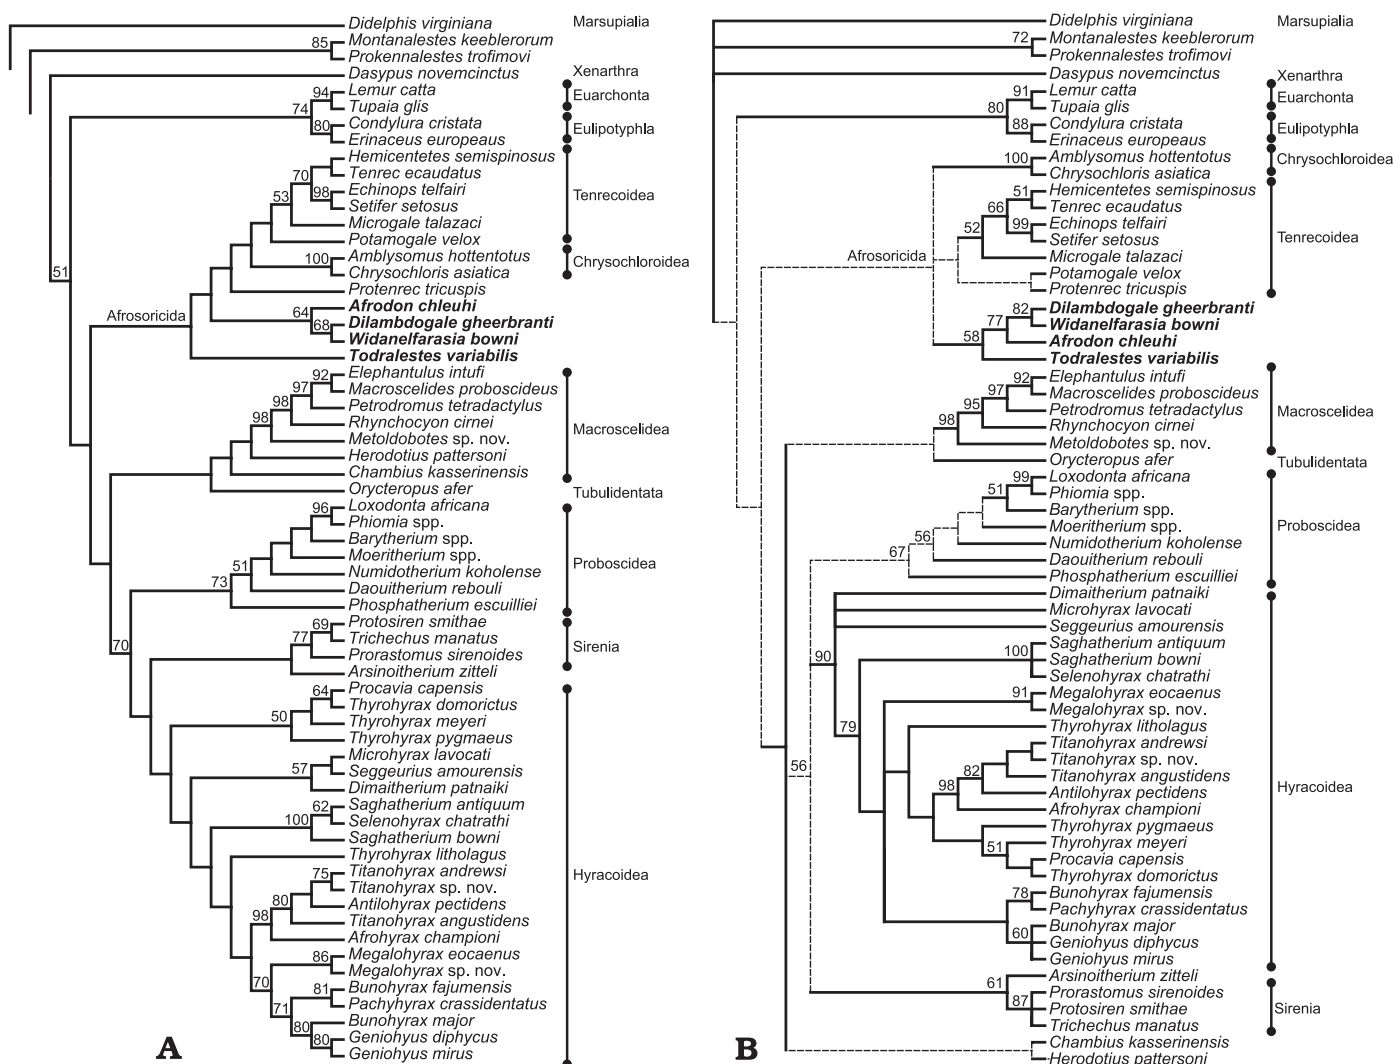 Didelphis virginiana
Marsupialia
85
Montanalestes keeblerorum
Prokennalestes trofimovi
Dasypus novemcinctus
Xenarthra
94
Lemur catta
74
Tupaia glis
Euarchonta
80
Condylura cristata
Erinaceus europeaus
Eulipotyphla
Hemicentetes semispinosus
70
Tenrec ecaudatus
53
98
Echinops telfairi
Setifer setosus
Tenrecoidea
Microgale talazaci
Potamogale velox
100
Amblysomus hottentotus
Chrysochloris asiatica
Chrysochloroidea
51
Protenrec tricuspis
Afrosoricida
64
Afrodon chleuhi
68
Dilambdogale gheerbranti
Widanelfarasia bowni
Todralestes variabilis
92
Elephantulus intufi
97
Macroscelides proboscideus
98
Petrodromus tetradactylus
98
Rhynchocyon cirnei
Macroscelidea
Metoldobotes sp. nov.
Herodotius pattersoni
Chambius kasserinensis
Orycteropus afer
Tubulidentata
96
Loxodonta africana
Phiomia spp.
Barytherium spp.
Moeritherium spp.
Proboscidea
51
Numidotherium koholense
73
Daouitherium rebouli
Phosphatherium escuilliei
69
Protosiren smithae
70
77
Trichechus manatus
Prorastomus sirenoides
Sirenia
Arsinoitherium zitteli
64
Procavia capensis
Thyrohyrax domorictus
50
Thyrohyrax meyeri
Thyrohyrax pygmaeus
Microhyrax lavocati
57
Seggeurius amourensis
Dimaitherium patnaiki
62
Saghatherium antiquum
100
Selenohyrax chatrathi
Saghatherium bowni
Thyrohyrax litholagus
75
Titanohyrax andrewsi
Hyracoidea
Titanohyrax sp. nov.
80
Antilohyrax pectidens
98
Titanohyrax angustidens
Afrohyrax championi
86
Megalohyrax eocaenus
Megalohyrax sp. nov.
70
81
Bunohyrax fajumensis
71
Pachyhyrax crassidentatus
80
Bunohyrax major
80
Geniohyus diphycus
Geniohyus mirus
A
Didelphis virginiana
Marsupialia
72
Montanalestes keeblerorum
Prokennalestes trofimovi
Dasypus novemcinctus
Xenarthra
91
Lemur catta
80
Tupaia glis
Euarchonta
88
Condylura cristata
Erinaceus europeaus
Eulipotyphla
100
Amblysomus hottentotus
Chrysochloris asiatica
Chrysochloroidea
51
Hemicentetes semispinosus
66
Tenrec ecaudatus
52
99
Echinops telfairi
Setifer setosus
Tenrecoidea
Afrosoricida
Microgale talazaci
Potamogale velox
Protenrec tricuspis
82
Dilambdogale gheerbranti
77
Widanelfarasia bowni
58
Afrodon chleuhi
Todralestes variabilis
92
Elephantulus intufi
97
Macroscelides proboscideus
95
Petrodromus tetradactylus
98
Rhynchocyon cirnei
Macroscelidea
Metoldobotes sp. nov.
Orycteropus afer
Tubulidentata
99
Loxodonta africana
51
Phiomia spp.
Barytherium spp.
Moeritherium spp.
Proboscidea
56
Numidotherium koholense
67
Daouitherium rebouli
Phosphatherium escuilliei
Dimaitherium patnaiki
Microhyrax lavocati
Seggeurius amourensis
90
Saghatherium antiquum
100
Saghatherium bowni
Selenohyrax chatrathi
91
Megalohyrax eocaenus
Megalohyrax sp. nov.
79
Thyrohyrax litholagus
Titanohyrax andrewsi
56
Titanohyrax sp. nov.
82
Titanohyrax angustidens
Hyracoidea
98
Antilohyrax pectidens
Afrohyrax championi
Thyrohyrax pygmaeus
51
Thyrohyrax meyeri
Procavia capensis
Thyrohyrax domorictus
78
Bunohyrax fajumensis
Pachyhyrax crassidentatus
60
Bunohyrax major
Geniohyus diphycus
Geniohyus mirus
61
Arsinoitherium zitteli
87
Prorastomus sirenoides
Protosiren smithae
Sirenia
Trichechus manatus
Chambius kasserinensis
Herodotius pattersoni
B